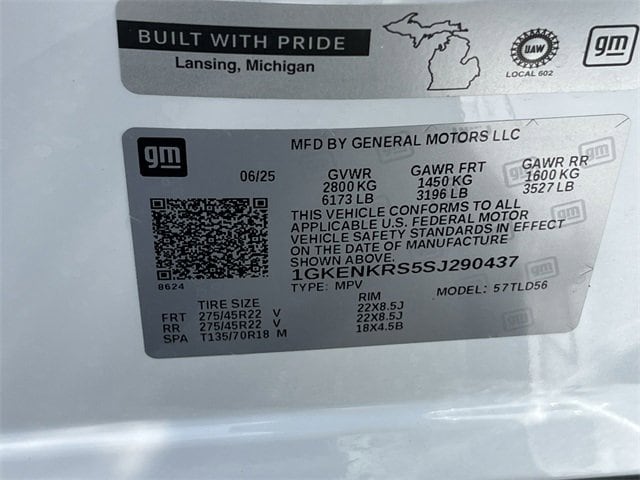 BUILT WITH PRIDE
Lansing, Michigan
UAW
LOCAL 602
gm
gm
MFD BY GENERAL MOTORS LLC
06/25
GVWR GAWR FRT GAWR RR
2800 KG 1450 KG 1600 KG
6173 LB 3196 LB 3527 LB
THIS VEHICLE CONFORMS TO ALL
APPLICABLE U.S. FEDERAL MOTOR
VEHICLE SAFETY STANDARDS IN EFFECT
ON THE DATE OF MANUFACTURE
SHOWN ABOVE.
1GKENKRS5SJ290437
TYPE: MPV MODEL: 57TLD56
8624
TIRE SIZE RIM
FRT 275/45R22 V 22X8.5J
RR 275/45R22 V 22X8.5J
SPA T135/70R18 M 18X4.5B